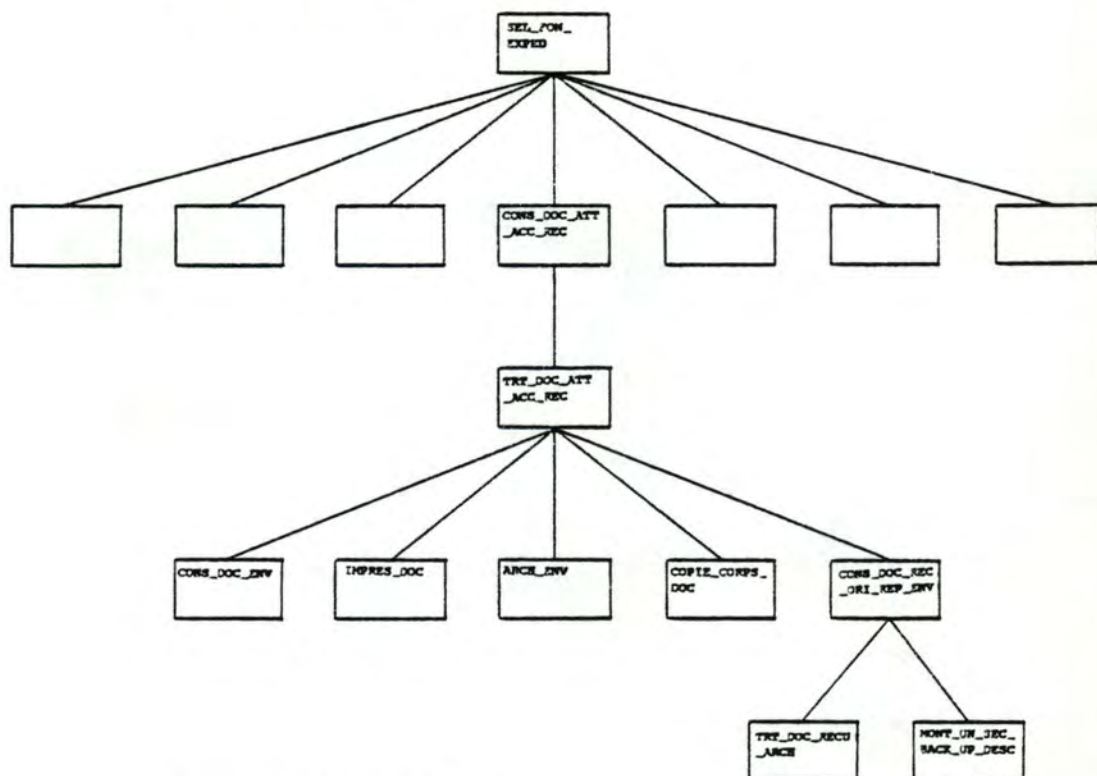 SEL_FON_
EXPED
CONS_DOC_ATT
_ACC_REC
TRT_DOC_ATT
_ACC_REC
CONS_DOC_ENV
IMPRES_DOC
ARCH_ENV
COPIE_CORPS_
DOC
CONS_DOC_REC
_ORI_REP_ENV
TRT_DOC_RECU
_ARCH
MONT_UN_SEC_
BACK_UP_DESC